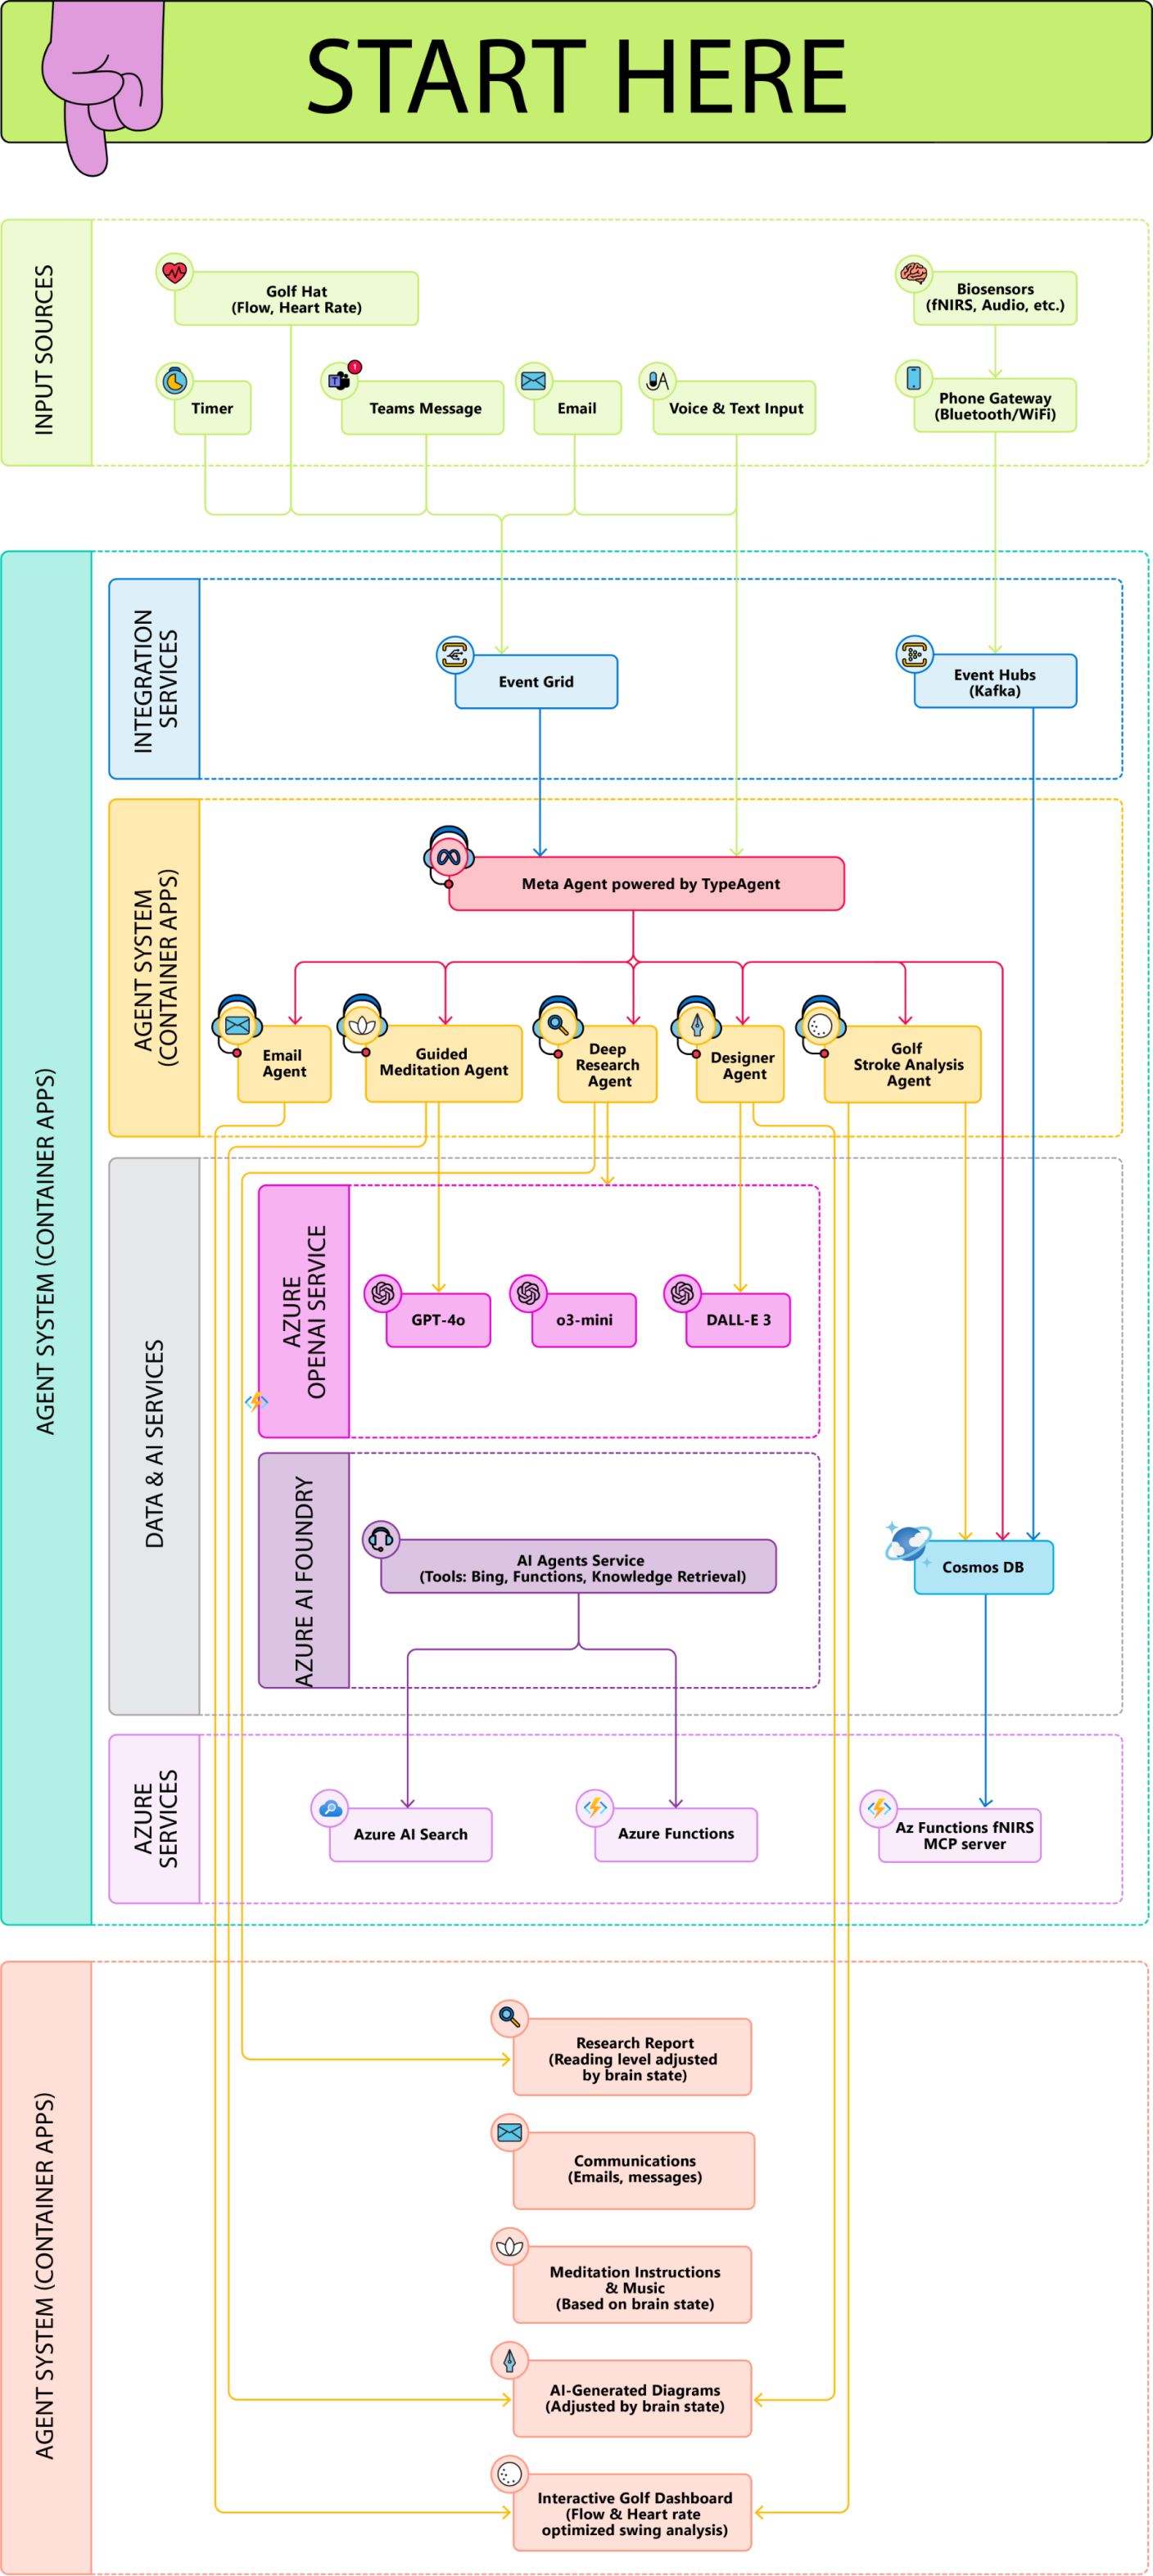 START HERE
INPUT SOURCES
Golf Hat
(Flow, Heart Rate)
Biosensors
(fNIRS, Audio, etc.)
Timer
1
T
Teams Message
Email
A
Voice & Text Input
Phone Gateway
(Bluetooth/WiFi)
AGENT SYSTEM (CONTAINER APPS)
INTEGRATION
SERVICES
Event Grid
Event Hubs
(Kafka)
AGENT SYSTEM
(CONTAINER APPS)
Meta Agent powered by TypeAgent
Email
Agent
Guided
Meditation Agent
Deep
Research
Agent
Designer
Agent
Golf
Stroke Analysis
Agent
DATA & AI SERVICES
AZURE
OPENAI SERVICE
GPT-4o
o3-mini
DALL-E 3
AZURE AI FOUNDRY
AI Agents Service
(Tools: Bing, Functions, Knowledge Retrieval)
Cosmos DB
AZURE
SERVICES
Azure AI Search
Azure Functions
Az Functions fNIRS
MCP server
AGENT SYSTEM (CONTAINER APPS)
Research Report
(Reading level adjusted
by brain state)
Communications
(Emails, messages)
Meditation Instructions
& Music
(Based on brain state)
AI-Generated Diagrams
(Adjusted by brain state)
Interactive Golf Dashboard
(Flow & Heart rate
optimized swing analysis)